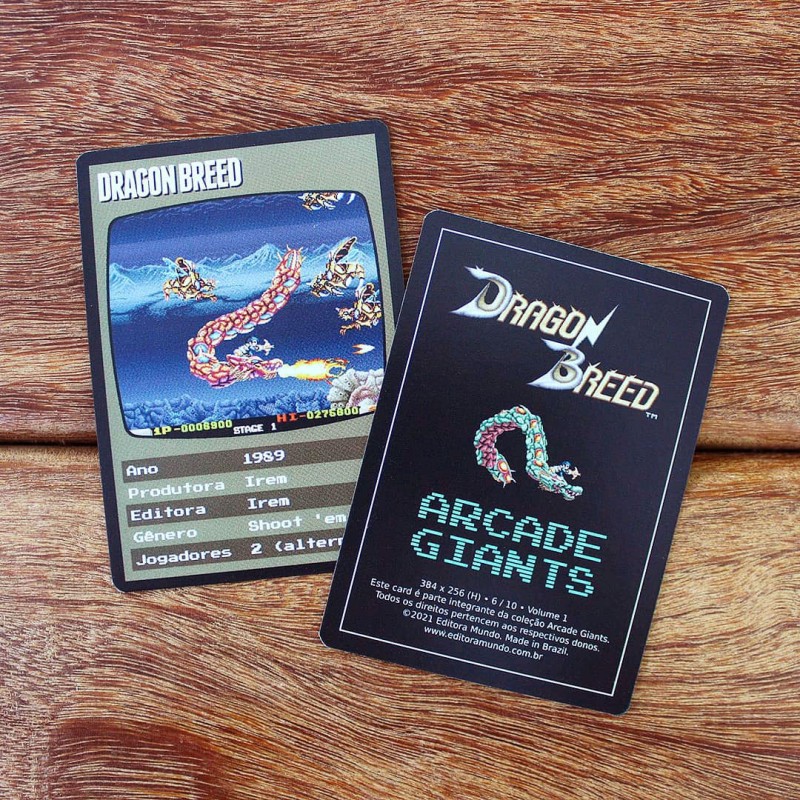 DRAGON BREED
1P-0006900
HI-0275600
STAGE 1
Ano 1989
Produtora Irem
Editora Irem
Gênero Shoot 'em
Jogadores 2 (altern
DRAGON
BREED
TM
ARCADE
GIANTS
384 x 256 (H) • 6 / 10 • Volume 1
Este card é parte integrante da coleção Arcade Giants.
Todos os direitos pertencem aos respectivos donos.
©2021 Editora Mundo. Made in Brazil.
www.editoramundo.com.br